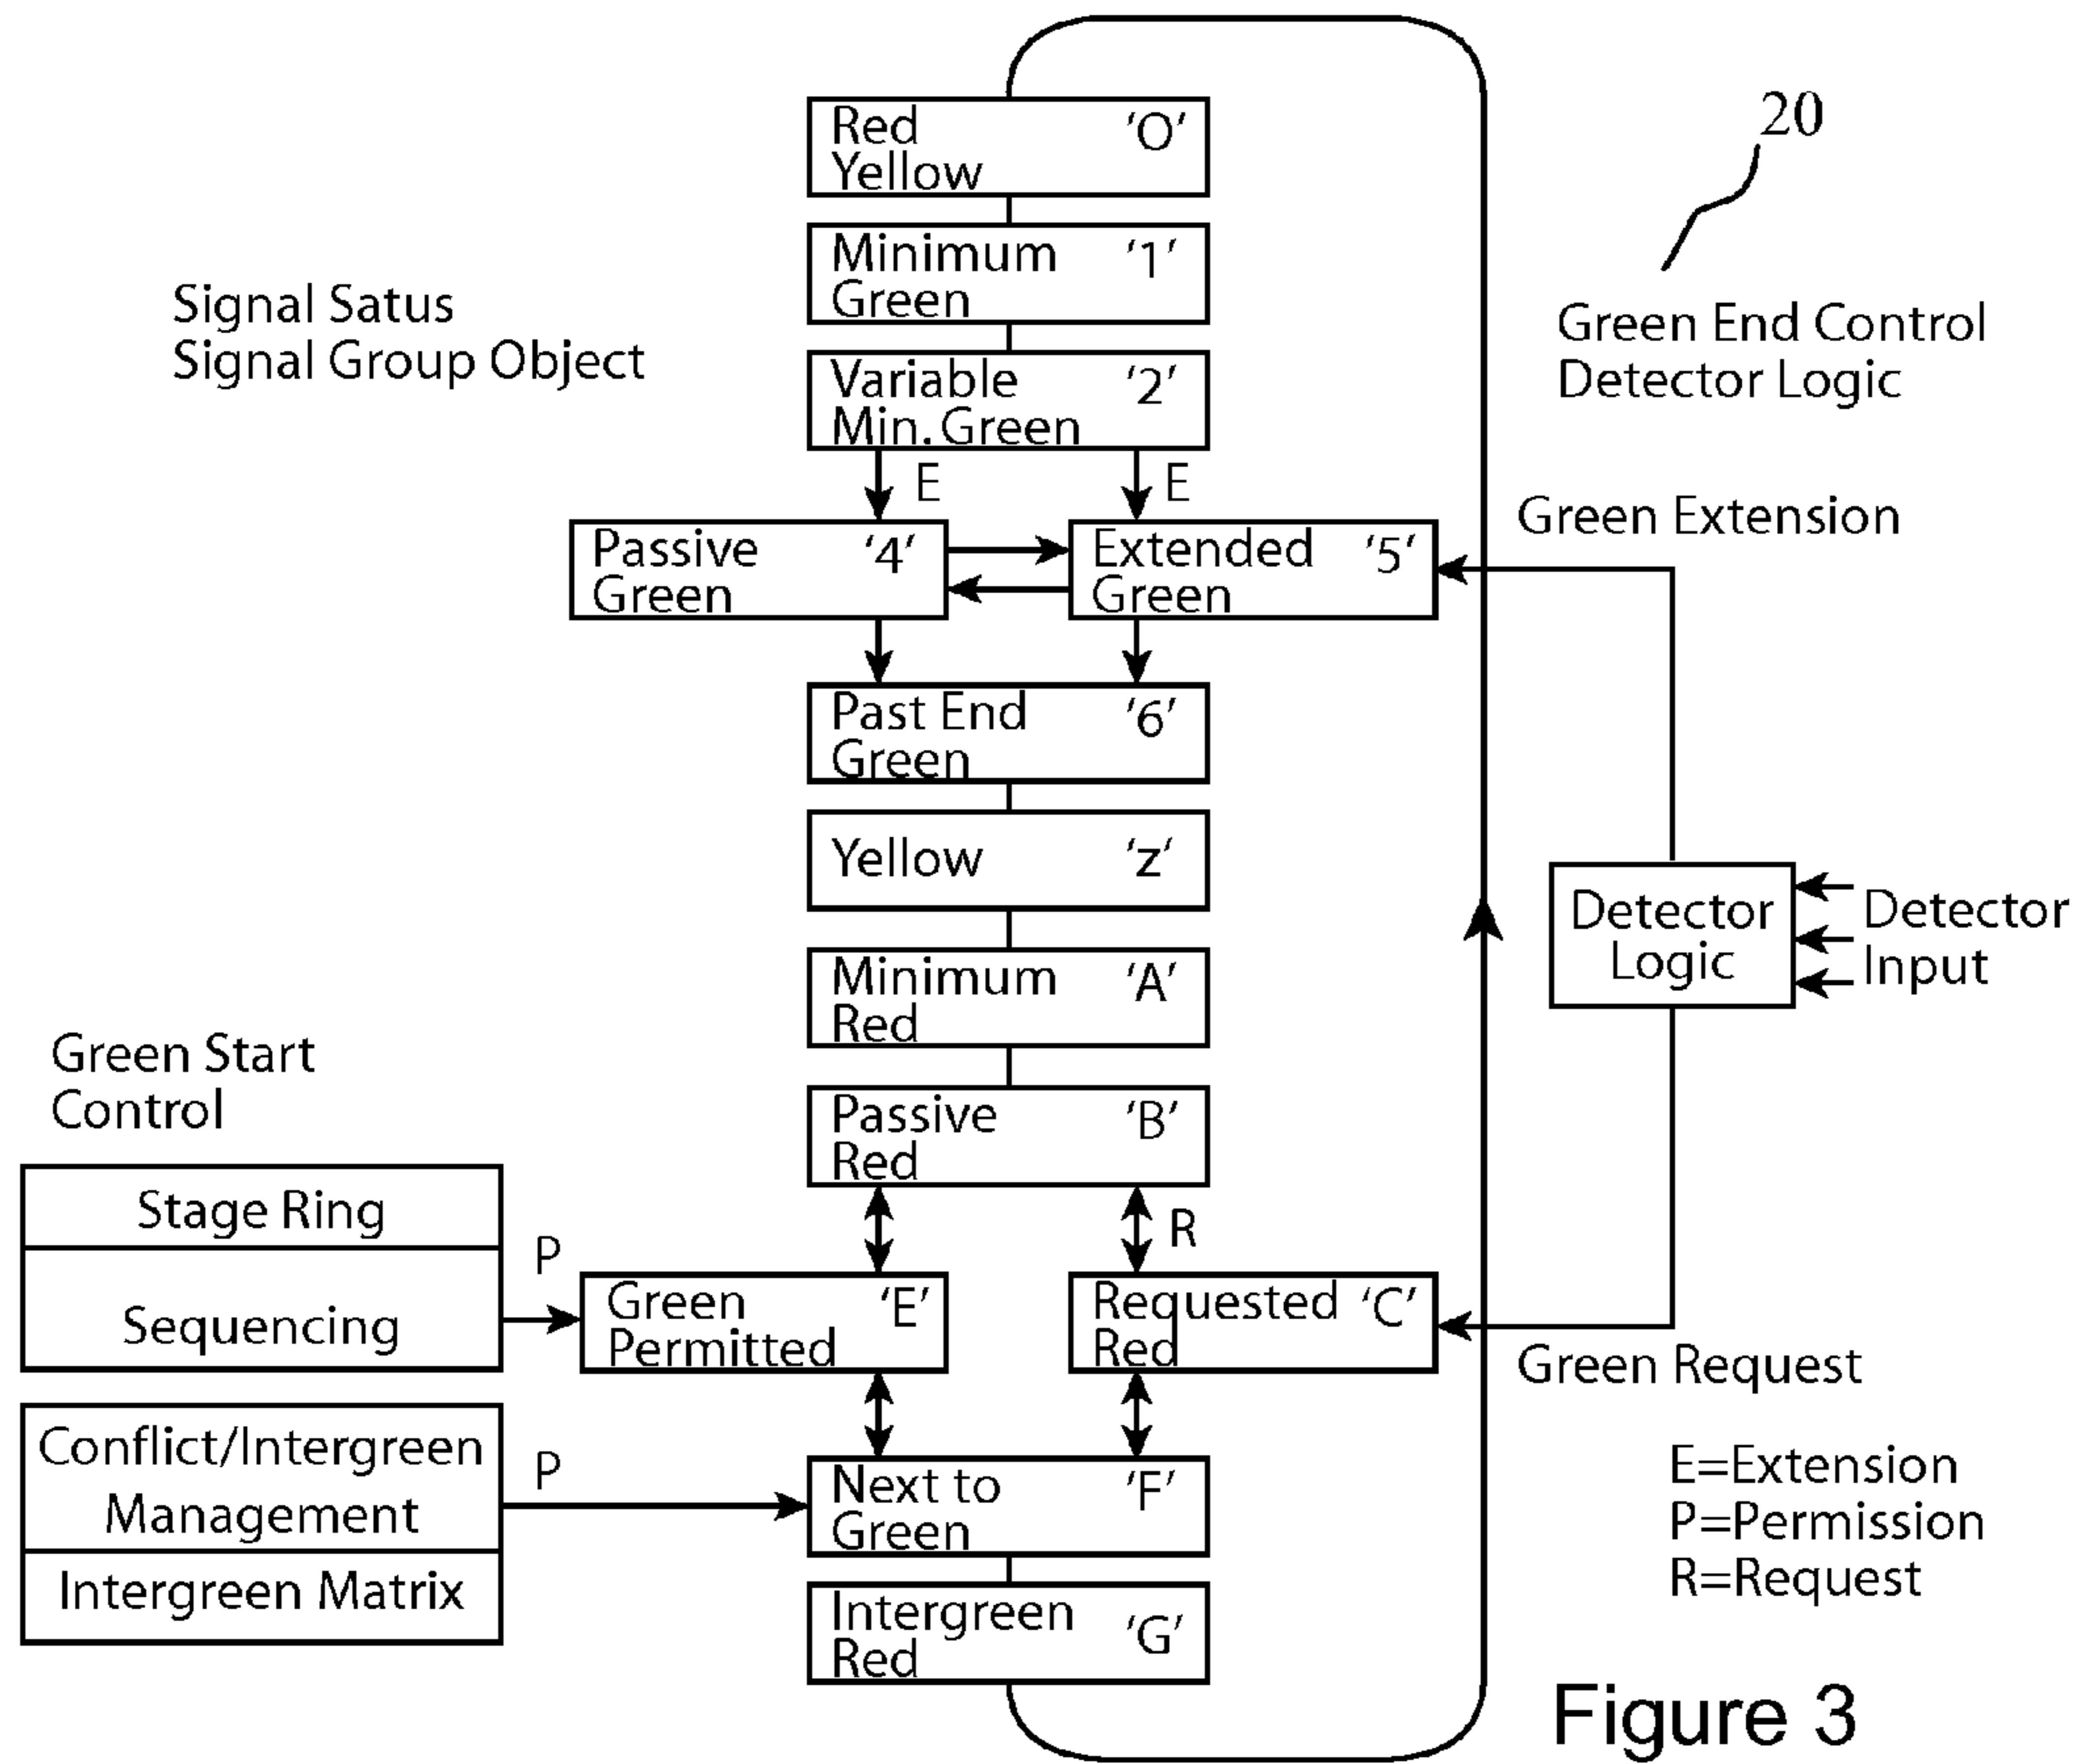 Red 'O'
Yellow
20
Minimum '1'
Green
Signal Satus
Signal Group Object
Green End Control
Detector Logic
Variable '2'
Min. Green
E
E
Green Extension
Passive '4'
Green
Extended '5'
Green
Past End '6'
Green
Yellow 'z'
Detector
Logic
Detector
Input
Minimum 'A'
Red
Green Start
Control
Passive 'B'
Red
Stage Ring
Sequencing
P
R
Green 'E'
Permitted
Requested 'C'
Red
Green Request
Conflict/Intergreen
Management
Intergreen Matrix
P
Next to 'F'
Green
E=Extension
P=Permission
R=Request
Intergreen 'G'
Red
Figure 3